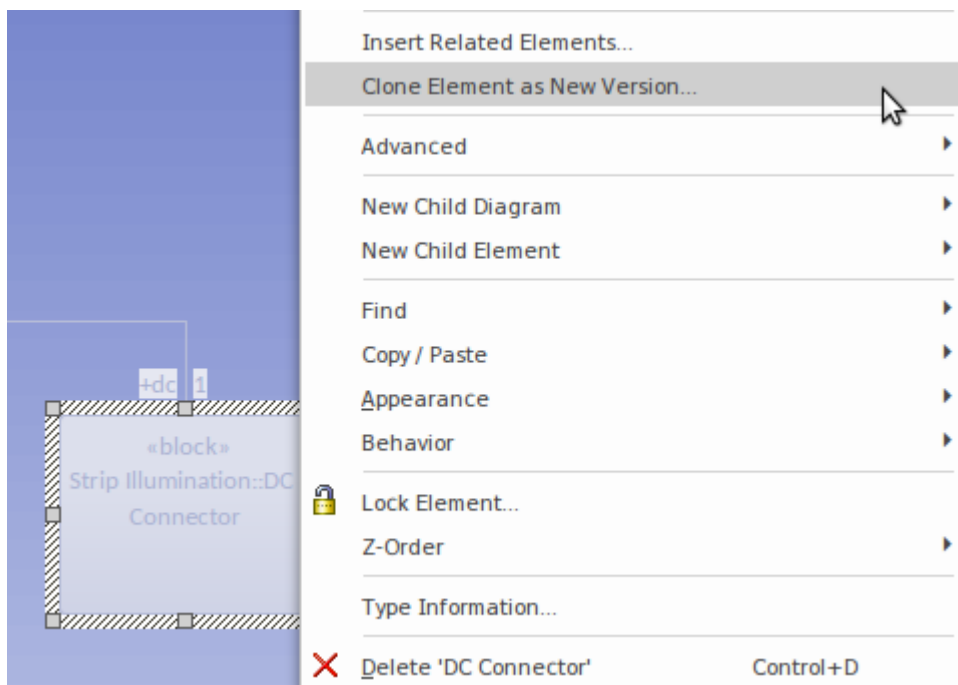 Insert Related Elements...
Clone Element as New Version...
Advanced
New Child Diagram
New Child Element
Find
Copy / Paste
Appearance
Behavior
Lock Element...
Z-Order
Type Information...
Delete 'DC Connector' Control+D
+dc 1
«block»
Strip Illumination::DC
Connector